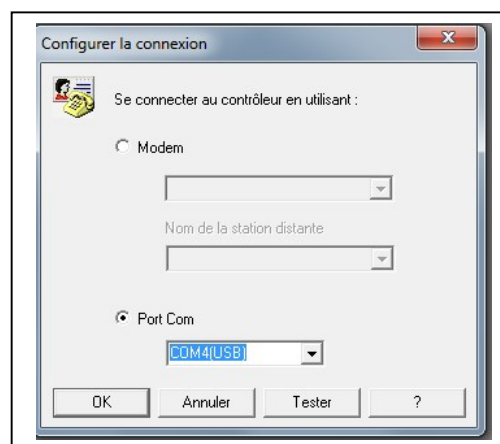 Configurer la connexion
Se connecter au contrôleur en utilisant :
Modem
Nom de la station distante
Port Com
COM4(USB)
OK Annuler Tester ?